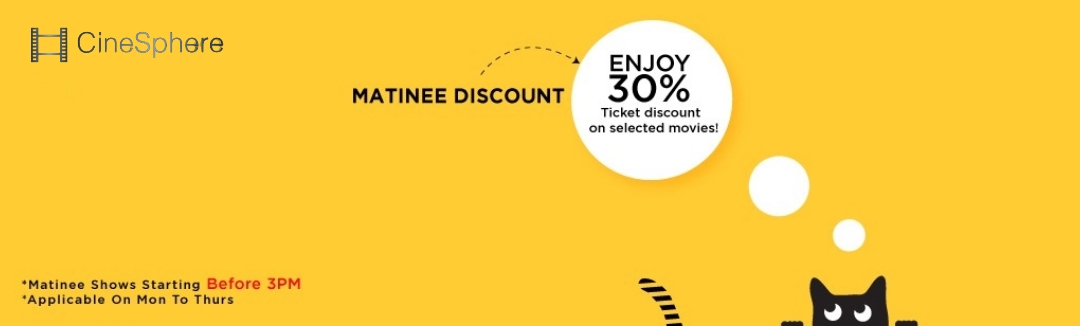 CineSphere
MATINEE DISCOUNT
ENJOY
30%
Ticket discount
on selected movies!
*Matinee Shows Starting Before 3PM
*Applicable On Mon To Thurs